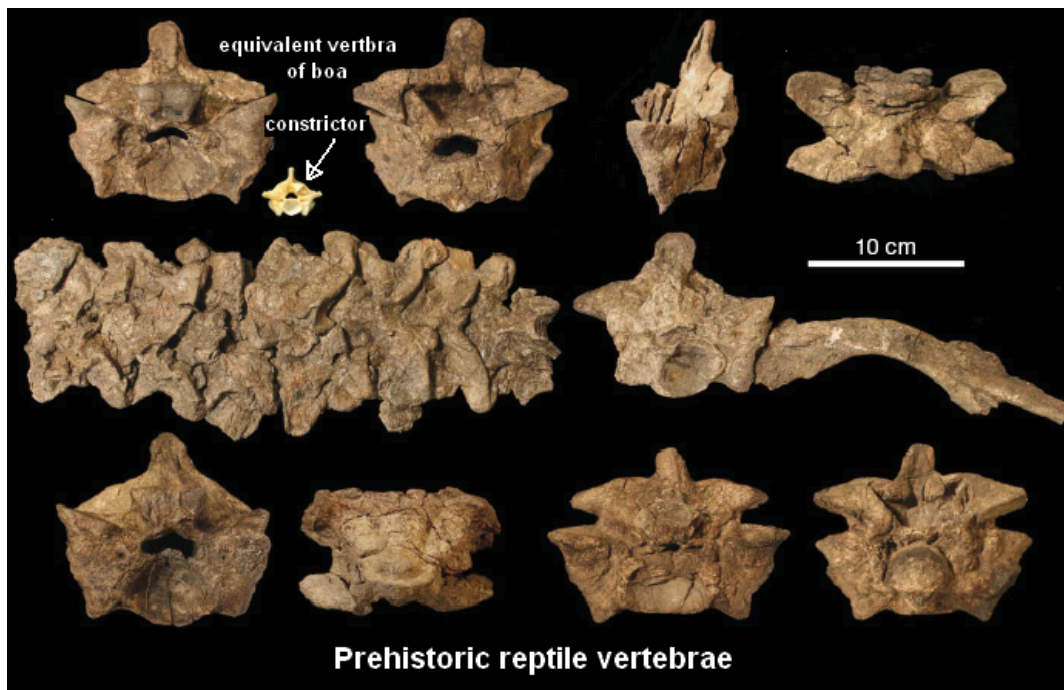 equivalent vertbra
of boa
constrictor
10 cm
Prehistoric reptile vertebrae